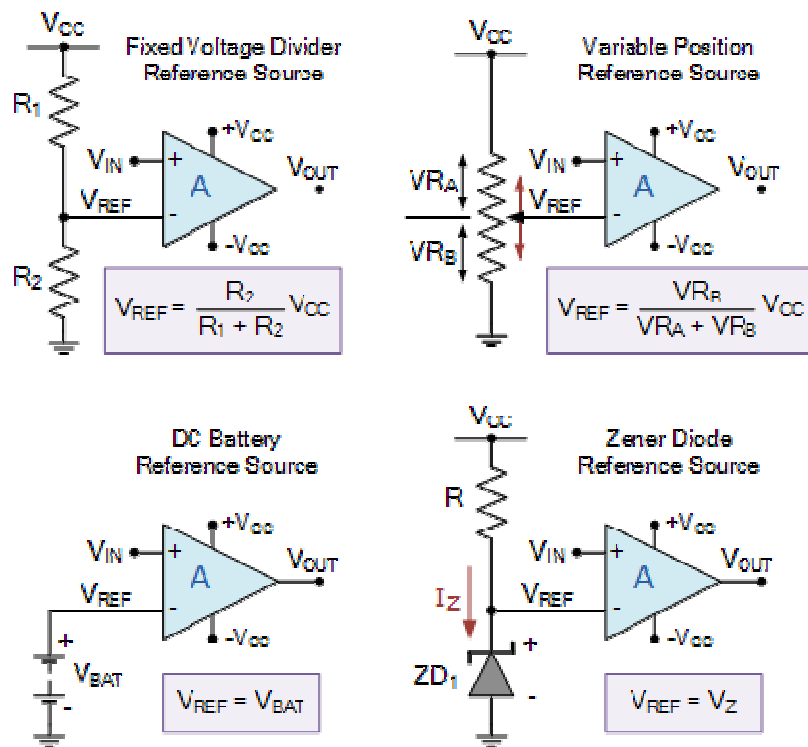 Fixed Voltage Divider
Reference Source
VCC
R1
+VCC
VIN
+
A
VOUT
VREF
-
-VCC
R2
VREF = R2 / R1 + R2 VCC
Variable Position
Reference Source
VCC
+VCC
VIN
+
VRA
A
VOUT
VREF
-
VRB
-VCC
VREF = VRB / VRA + VRB VCC
DC Battery
Reference Source
+VCC
VIN
+
A
VOUT
VREF
-
+
-VCC
VBAT
-
VREF = VBAT
Zener Diode
Reference Source
VCC
R
+VCC
VIN
+
A
VOUT
IZ
VREF
-
-VCC
+
ZD1
-
VREF = VZ